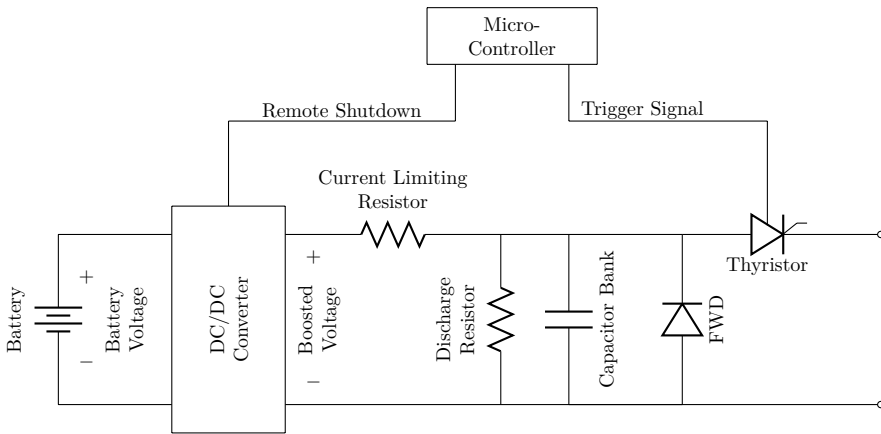 Micro-
Controller
Remote Shutdown
Trigger Signal
Current Limiting
Resistor
Thyristor
Battery
+
−
Battery
Voltage
DC/DC
Converter
+
−
Boosted
Voltage
Discharge
Resistor
Capacitor Bank
FWD